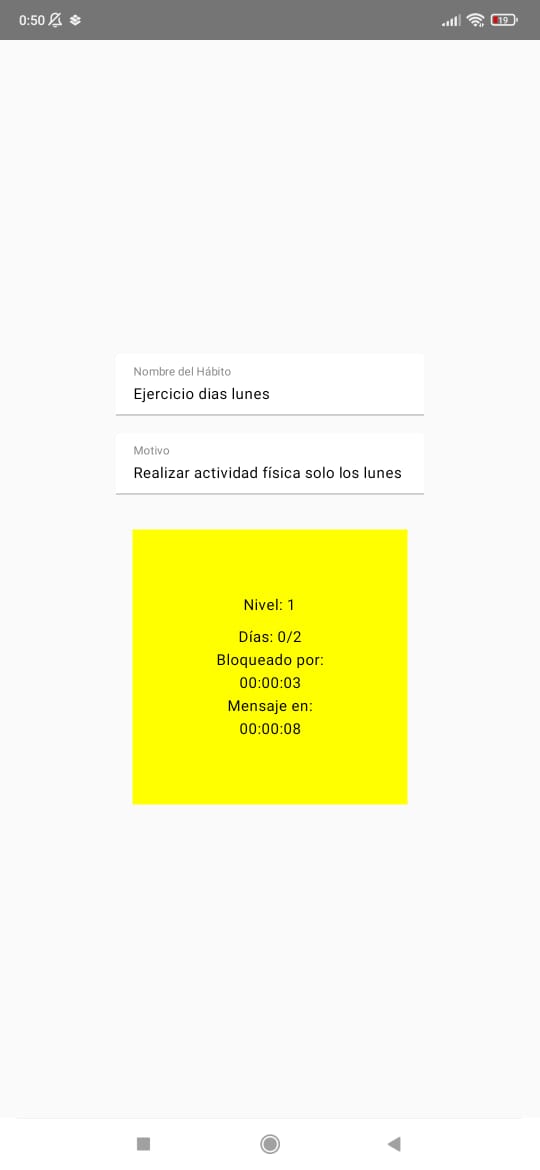 0:50
19
Nombre del Hábito
Ejercicio dias lunes
Motivo
Realizar actividad física solo los lunes
Nivel: 1
Días: 0/2
Bloqueado por:
00:00:03
Mensaje en:
00:00:08